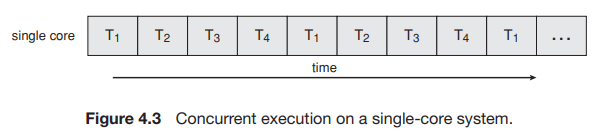 single core T1 T2 T3 T4 T1 T2 T3 T4 T1 ...
time
Figure 4.3 Concurrent execution on a single-core system.